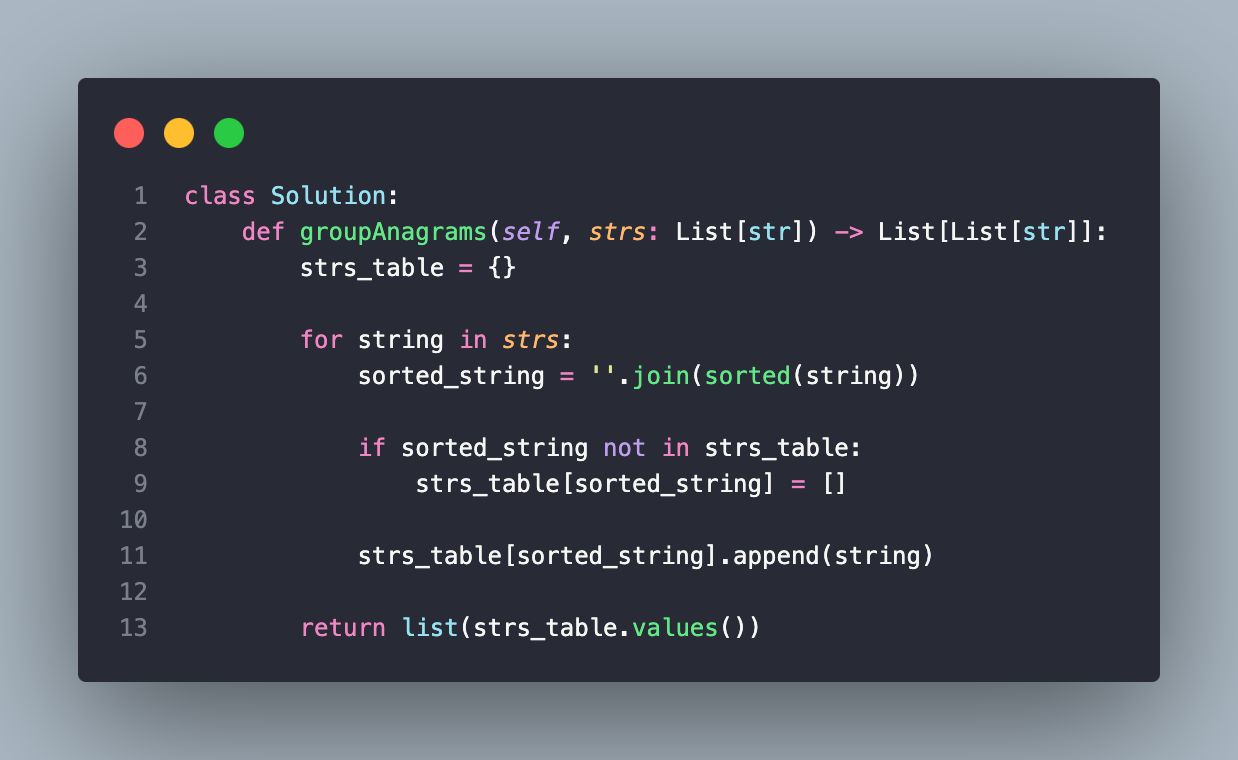 1 class Solution:
2     def groupAnagrams(self, strs: List[str]) -> List[List[str]]:
3         strs_table = {}
4
5         for string in strs:
6             sorted_string = ''.join(sorted(string))
7
8             if sorted_string not in strs_table:
9                 strs_table[sorted_string] = []
10
11             strs_table[sorted_string].append(string)
12
13         return list(strs_table.values())